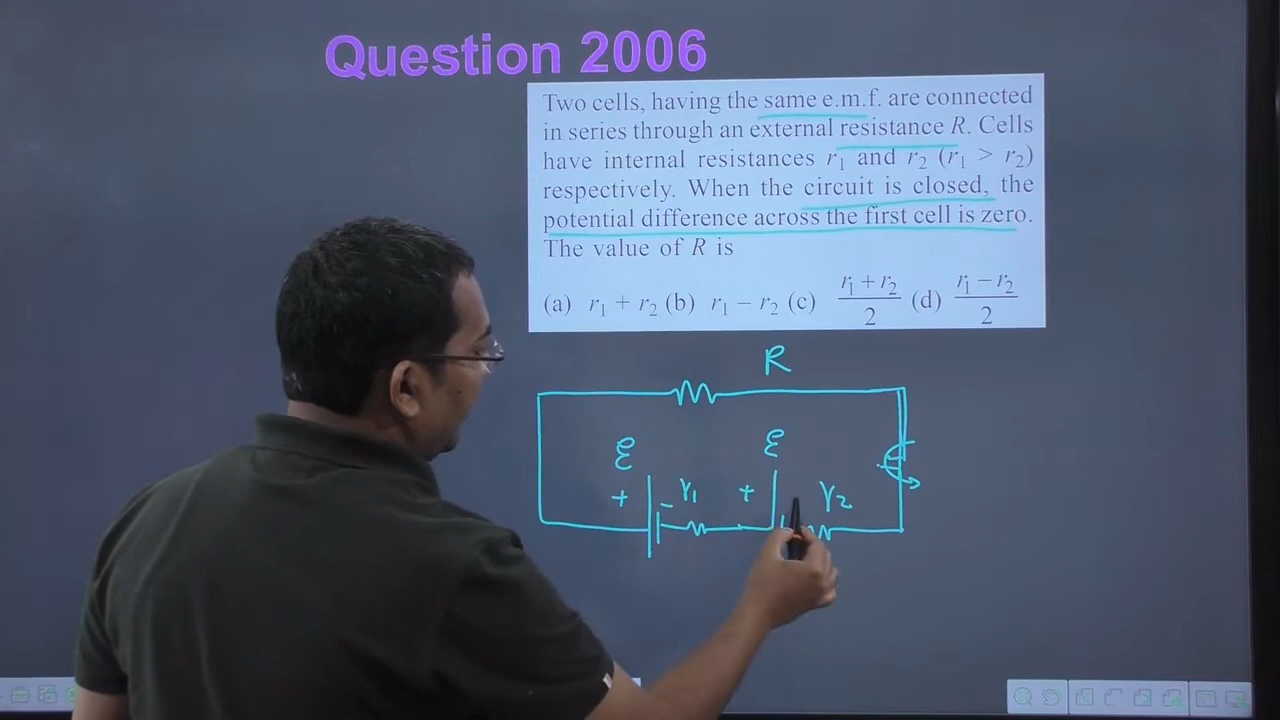 Question 2006
Two cells, having the same e.m.f. are connected
in series through an external resistance R. Cells
have internal resistances r₁ and r₂ (r₁ > r₂)
respectively. When the circuit is closed, the
potential difference across the first cell is zero.
The value of R is
(a) r₁ + r₂ (b) r₁ − r₂ (c) (r₁ + r₂)/2 (d) (r₁ − r₂)/2
R
ε ε
+ - r₁ + r₂